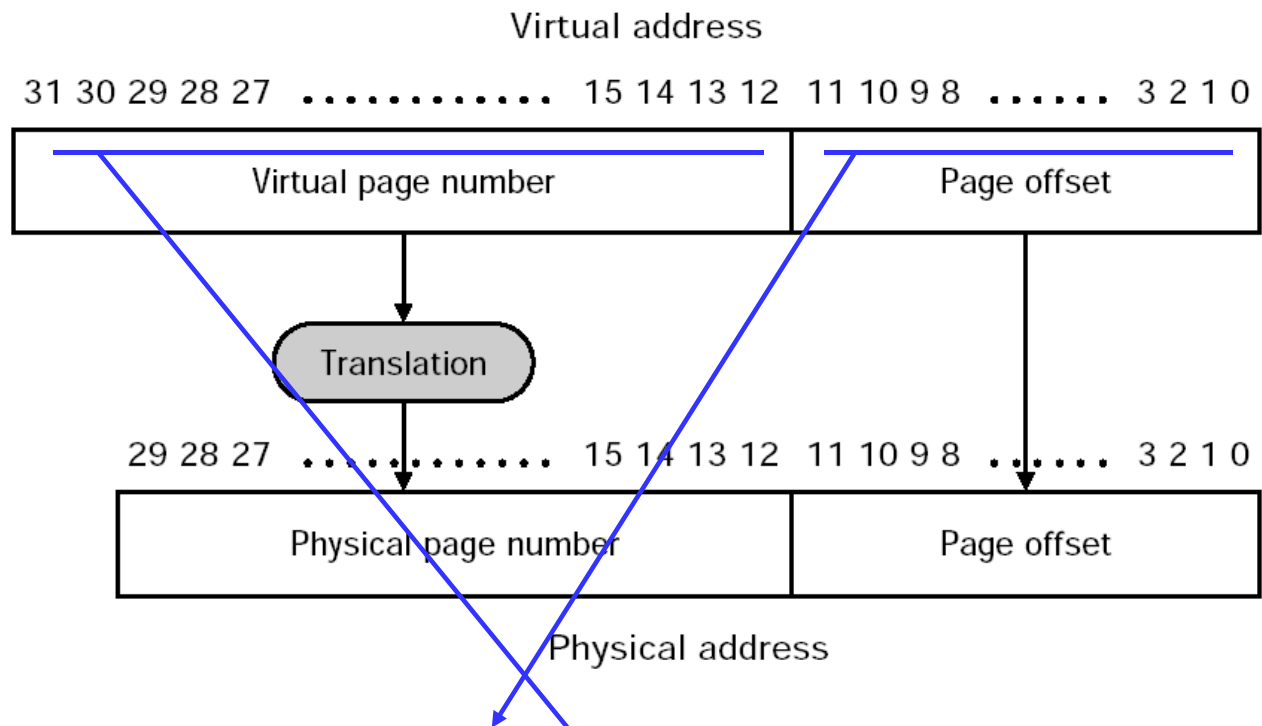 Virtual address
31 30 29 28 27 ............ 15 14 13 12 11 10 9 8 ...... 3 2 1 0
Virtual page number Page offset
Translation
29 28 27 ............ 15 14 13 12 11 10 9 8 ...... 3 2 1 0
Physical page number Page offset
Physical address